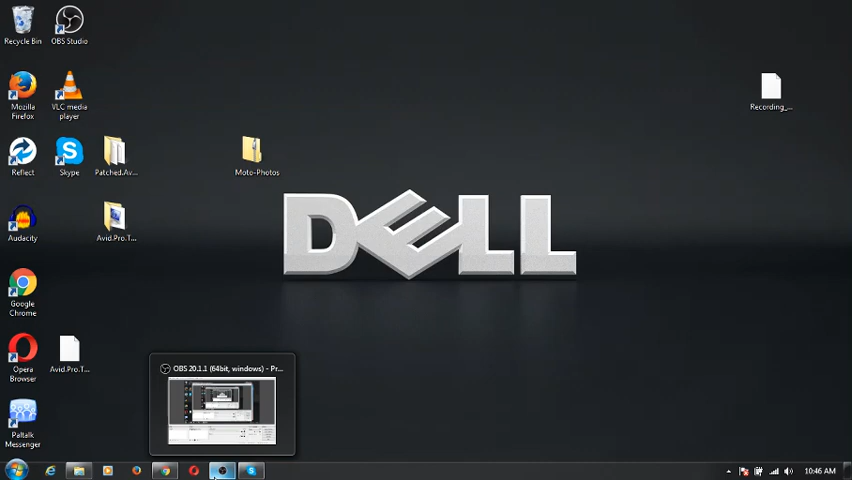 Recycle Bin
OBS Studio
Mozilla
Firefox
VLC media
player
Recording_...
Reflect
Skype
Patched.Av...
Moto-Photos
DELL
Audacity
Avid.Pro.T...
Google
Chrome
Opera
Browser
Avid.Pro.T...
OBS 20.1.1 (64bit, windows) - Pr...
Paltalk
Messenger
10:46 AM